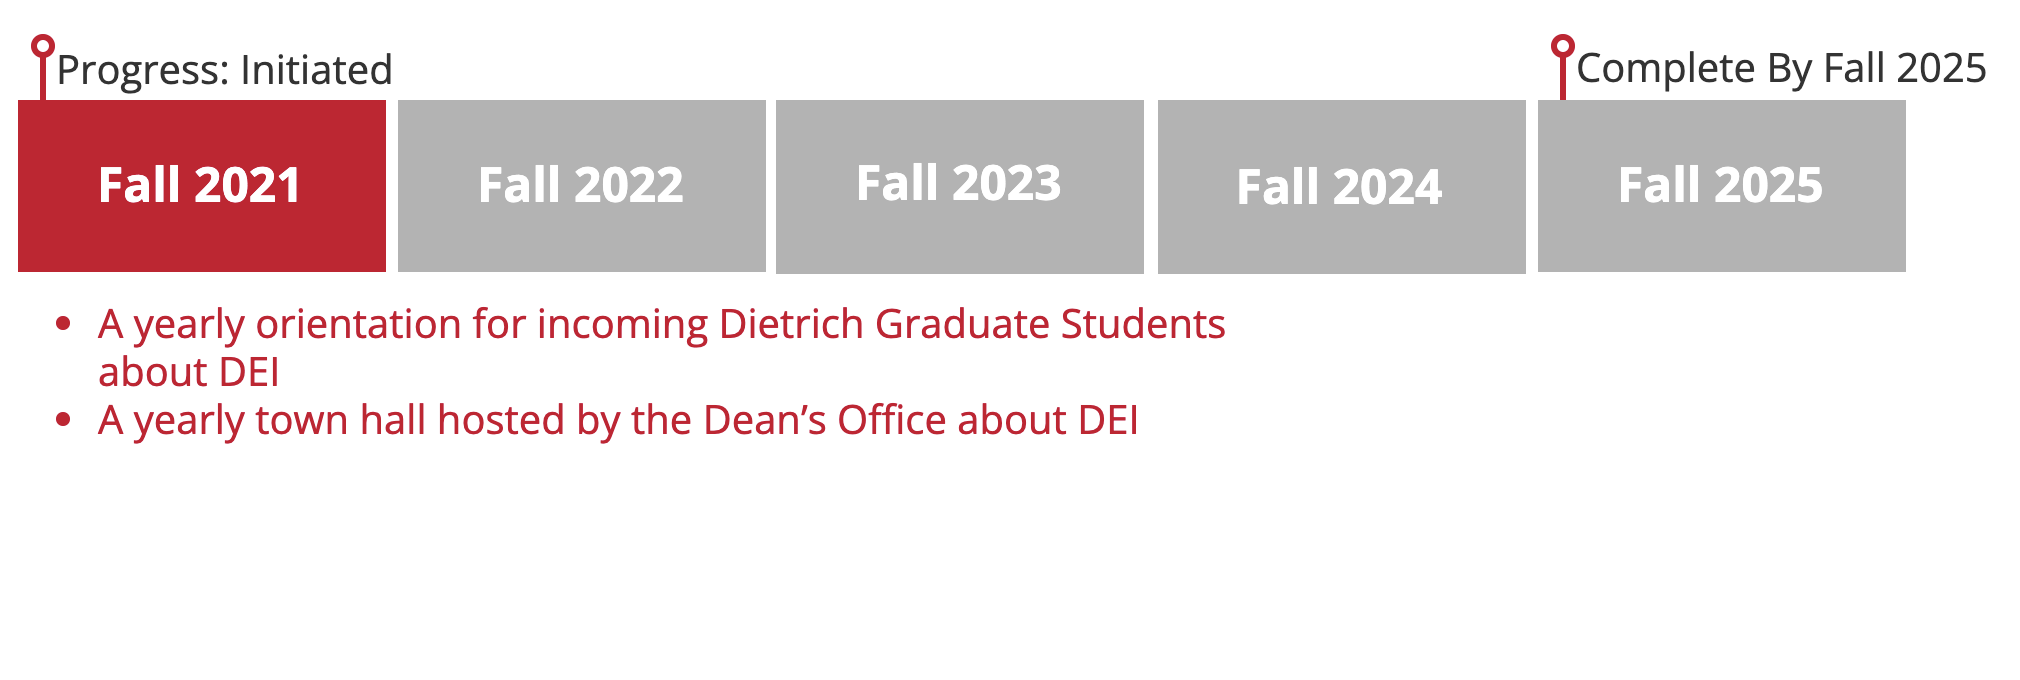 Progress: Initiated
Complete By Fall 2025
Fall 2021
Fall 2022
Fall 2023
Fall 2024
Fall 2025
• A yearly orientation for incoming Dietrich Graduate Students
about DEI
• A yearly town hall hosted by the Dean’s Office about DEI